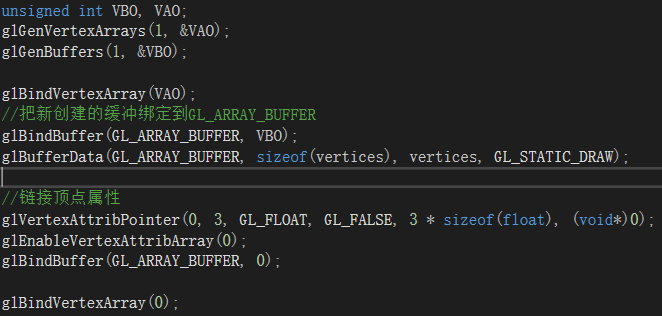 unsigned int VBO, VAO;
glGenVertexArrays(1, &VAO);
glGenBuffers(1, &VBO);
glBindVertexArray(VAO);
//把新创建的缓冲绑定到GL_ARRAY_BUFFER
glBindBuffer(GL_ARRAY_BUFFER, VBO);
glBufferData(GL_ARRAY_BUFFER, sizeof(vertices), vertices, GL_STATIC_DRAW);
//链接顶点属性
glVertexAttribPointer(0, 3, GL_FLOAT, GL_FALSE, 3 * sizeof(float), (void*)0);
glEnableVertexAttribArray(0);
glBindBuffer(GL_ARRAY_BUFFER, 0);
glBindVertexArray(0);